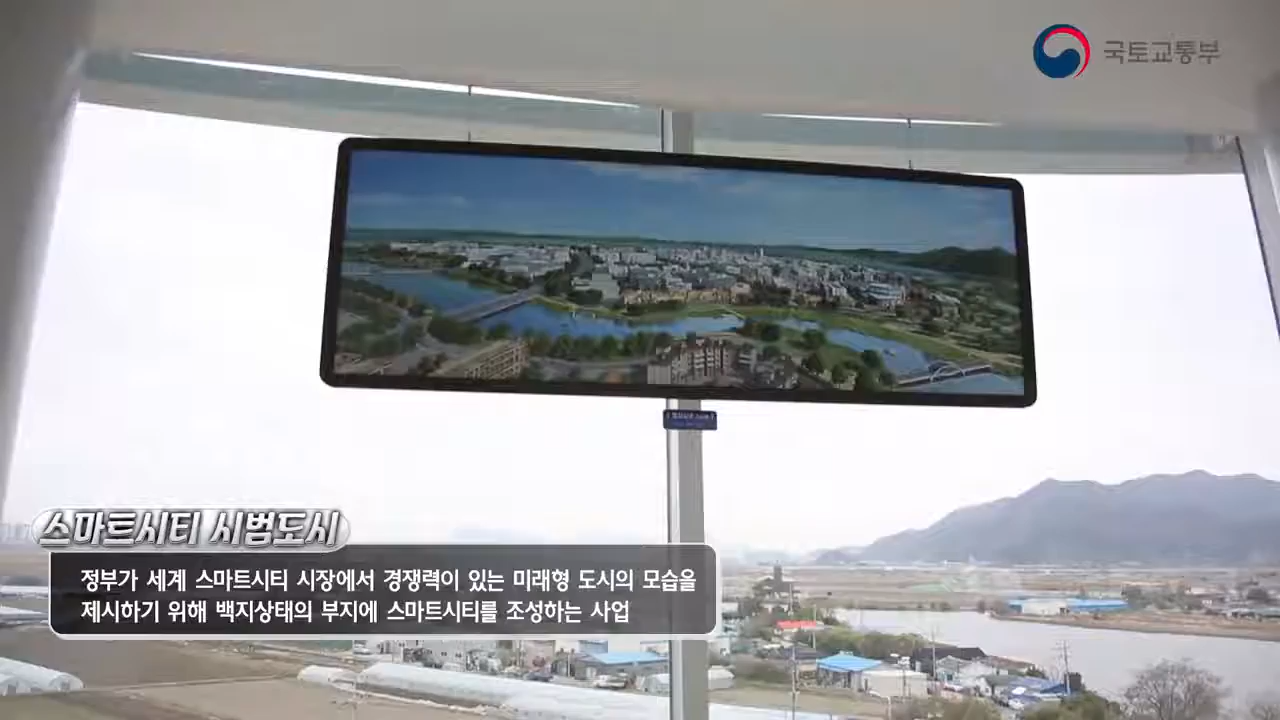 국토교통부
스마트시티 시범도시
정부가 세계 스마트시티 시장에서 경쟁력이 있는 미래형 도시의 모습을
제시하기 위해 백지상태의 부지에 스마트시티를 조성하는 사업